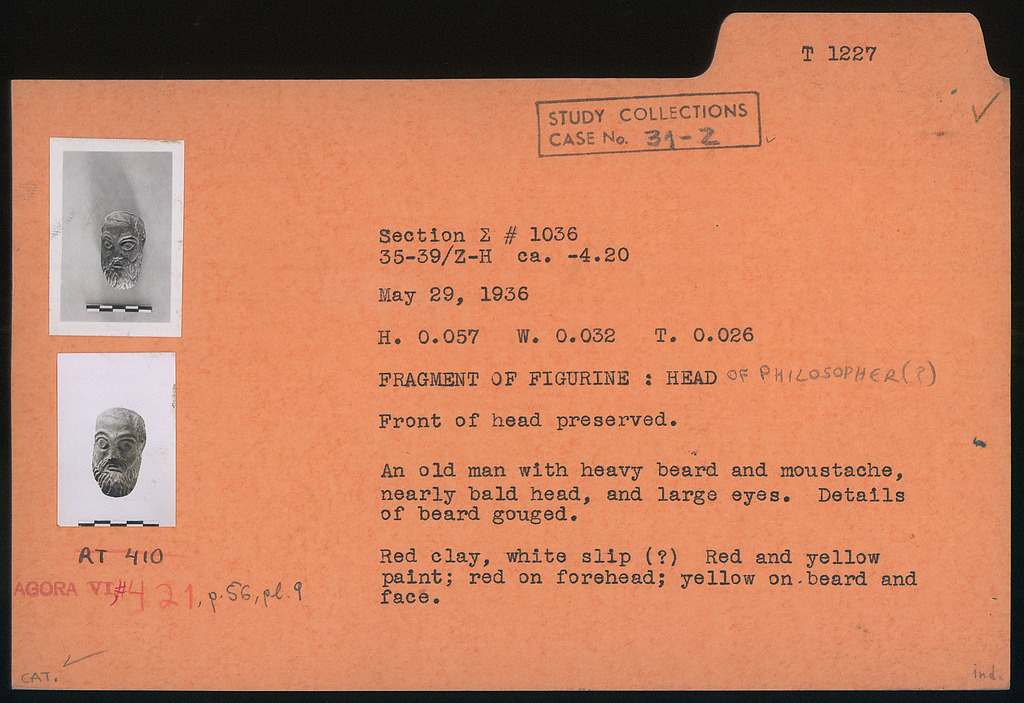 T 1227
STUDY COLLECTIONS
CASE No. 31-2
Section Σ # 1036
35-39/Z-H ca. -4.20
May 29, 1936
H. 0.057 W. 0.032 T. 0.026
FRAGMENT OF FIGURINE : HEAD OF PHILOSOPHER(?)
Front of head preserved.
An old man with heavy beard and moustache,
nearly bald head, and large eyes. Details
of beard gouged.
Red clay, white slip (?) Red and yellow
paint; red on forehead; yellow on beard and
face.
RT 410
AGORA VI, #421, p.56, pl.9
CAT.
ind.